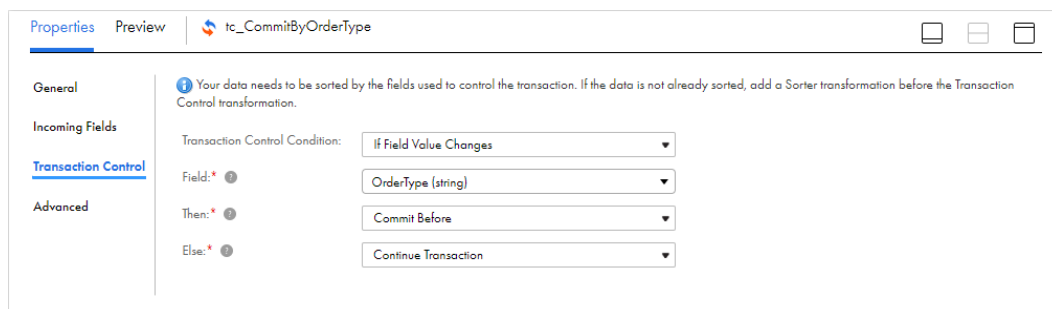 Properties Preview tc_CommitByOrderType
General
Your data needs to be sorted by the fields used to control the transaction. If the data is not already sorted, add a Sorter transformation before the Transaction
Control transformation.
Incoming Fields
Transaction Control Condition: If Field Value Changes
Transaction Control
Field:* ? OrderType (string)
Then:* ? Commit Before
Advanced
Else:* ? Continue Transaction